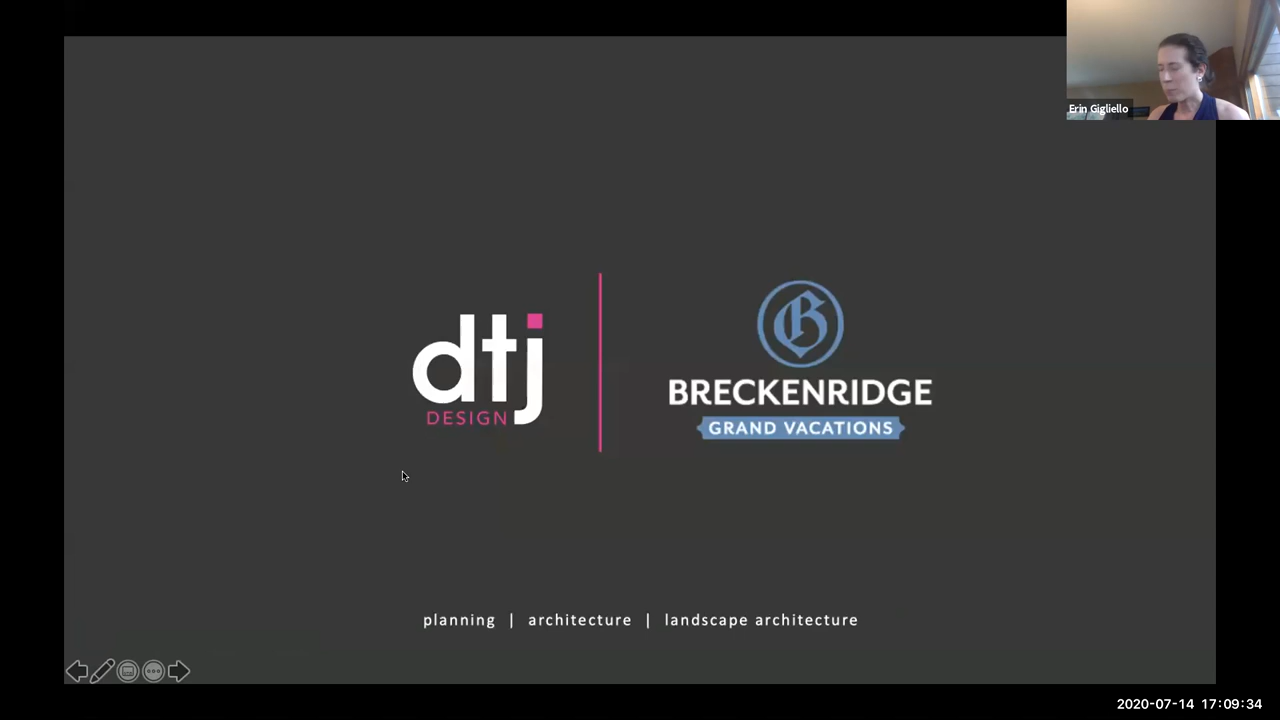 Erin Gigliello
dtj
DESIGN
B
BRECKENRIDGE
GRAND VACATIONS
planning | architecture | landscape architecture
2020-07-14 17:09:34